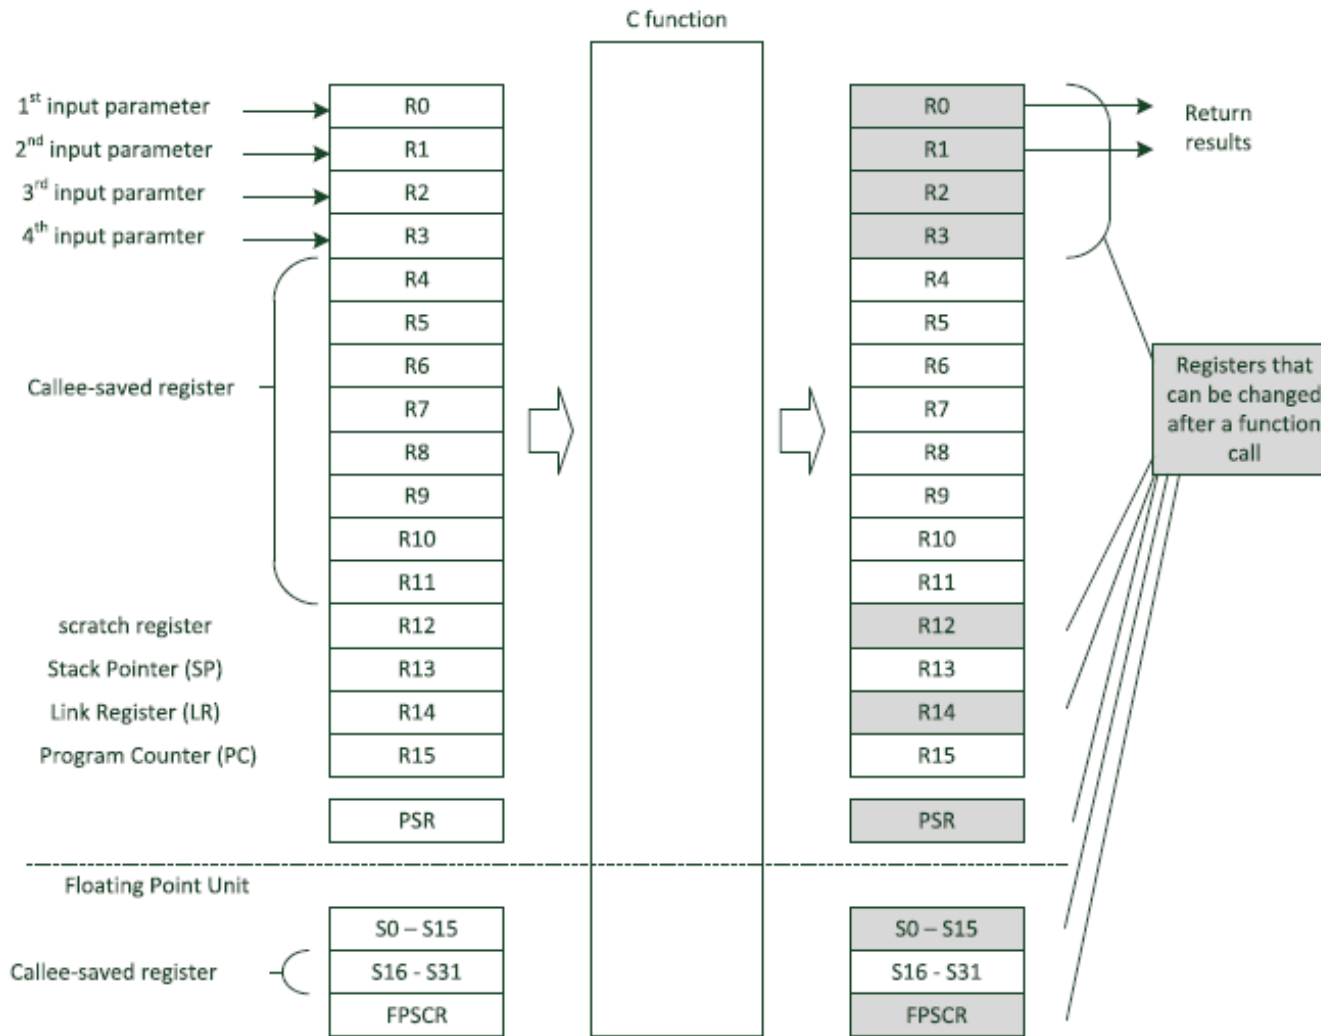 C function
1st input parameter
R0
R0
Return
results
2nd input parameter
R1
R1
3rd input paramter
R2
R2
4th input paramter
R3
R3
R4
R4
R5
R5
Callee-saved register
R6
R6
Registers that
can be changed
after a function
call
R7
R7
R8
R8
R9
R9
R10
R10
R11
R11
scratch register
R12
R12
Stack Pointer (SP)
R13
R13
Link Register (LR)
R14
R14
Program Counter (PC)
R15
R15
PSR
PSR
Floating Point Unit
S0 – S15
S0 – S15
Callee-saved register
S16 - S31
S16 - S31
FPSCR
FPSCR